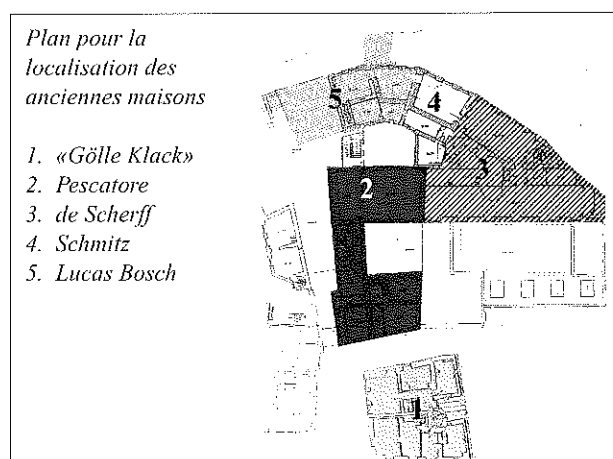 Plan pour la
localisation des
anciennes maisons
1. «Gölle Klack»
2. Pescatore
3. de Scherff
4. Schmitz
5. Lucas Bosch
5
4
3
2
1